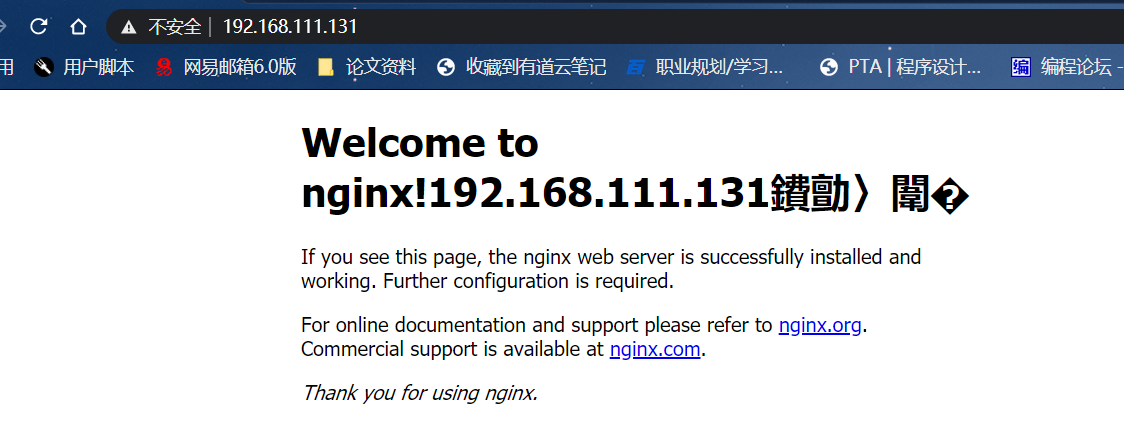 不安全 | 192.168.111.131
用 用户脚本 网易邮箱6.0版 论文资料 收藏到有道云笔记 百 职业规划/学习... PTA | 程序设计... 编 编程论坛 -
Welcome to
nginx!192.168.111.131鐨勯〉闈�
If you see this page, the nginx web server is successfully installed and
working. Further configuration is required.
For online documentation and support please refer to nginx.org.
Commercial support is available at nginx.com.
Thank you for using nginx.